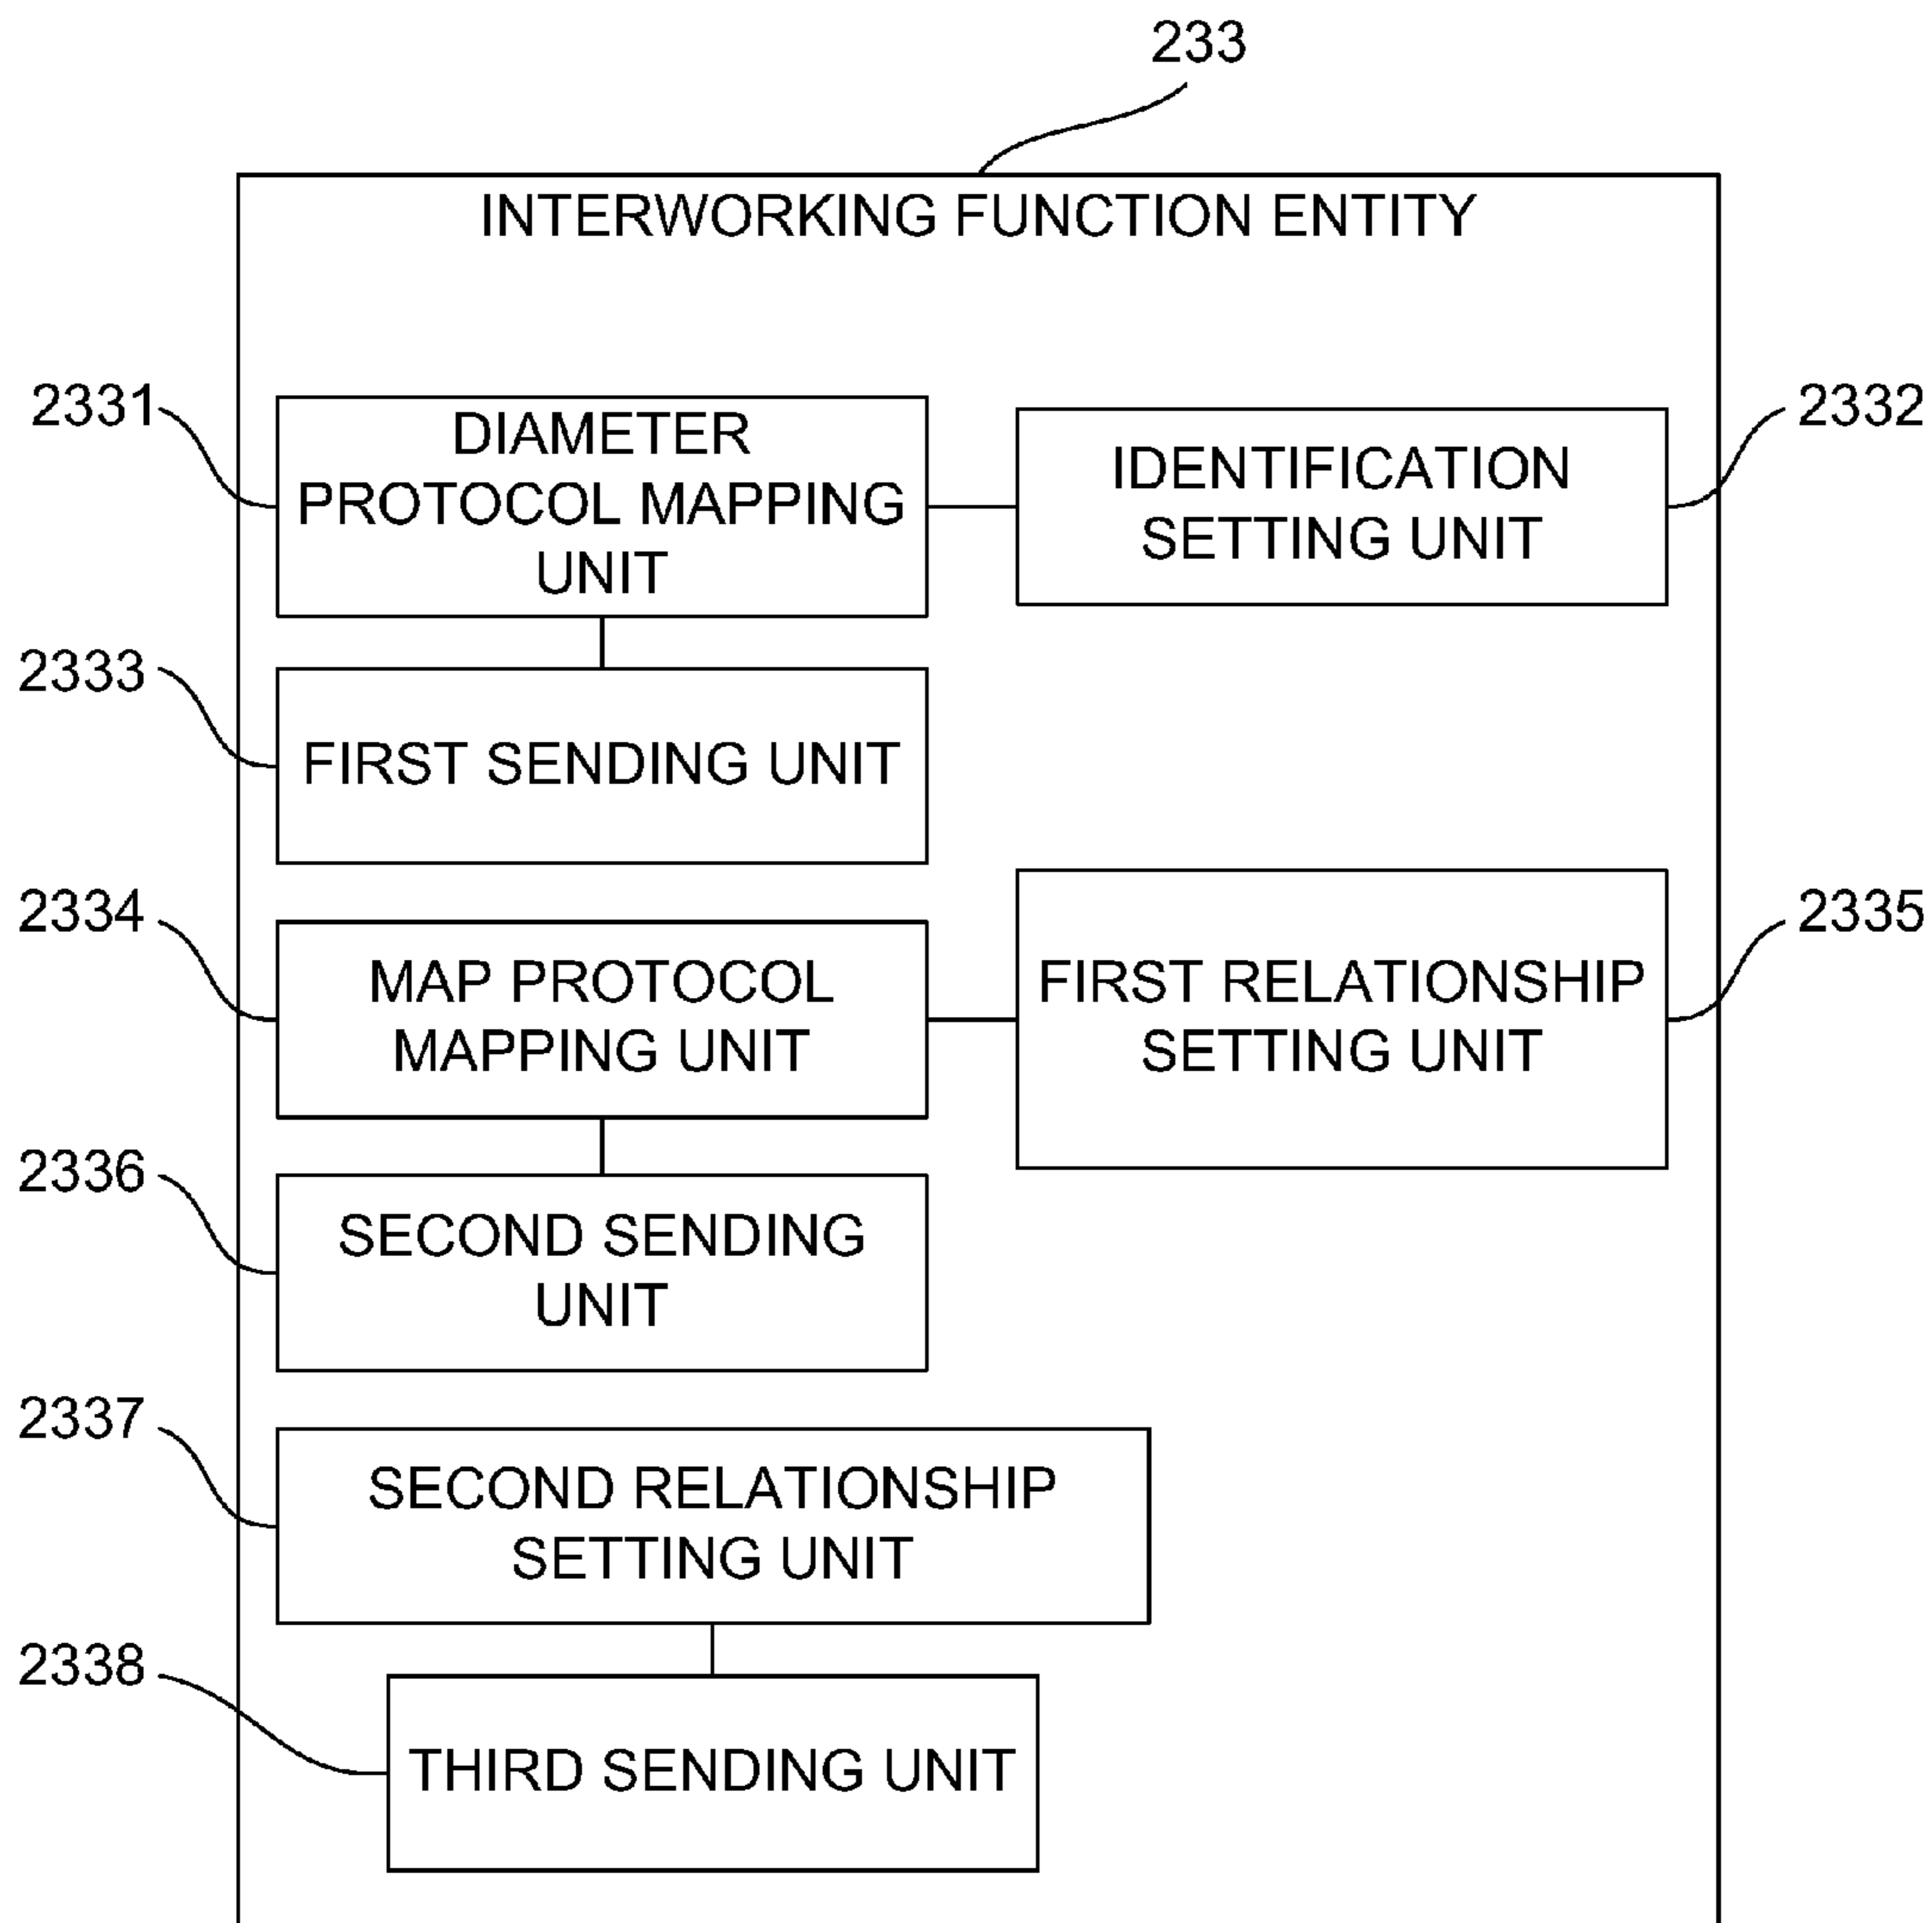 233
INTERWORKING FUNCTION ENTITY
2331
DIAMETER
PROTOCOL MAPPING
UNIT
IDENTIFICATION
SETTING UNIT
2332
2333
FIRST SENDING UNIT
2334
MAP PROTOCOL
MAPPING UNIT
FIRST RELATIONSHIP
SETTING UNIT
2335
2336
SECOND SENDING
UNIT
2337
SECOND RELATIONSHIP
SETTING UNIT
2338
THIRD SENDING UNIT